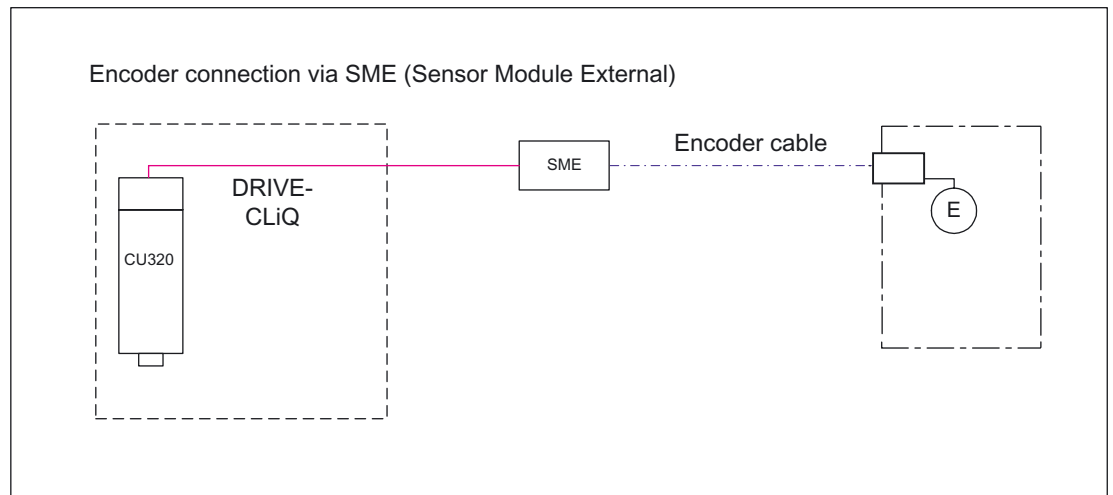 Encoder connection via SME (Sensor Module External)
Encoder cable
SME
DRIVE-
CLiQ
E
CU320